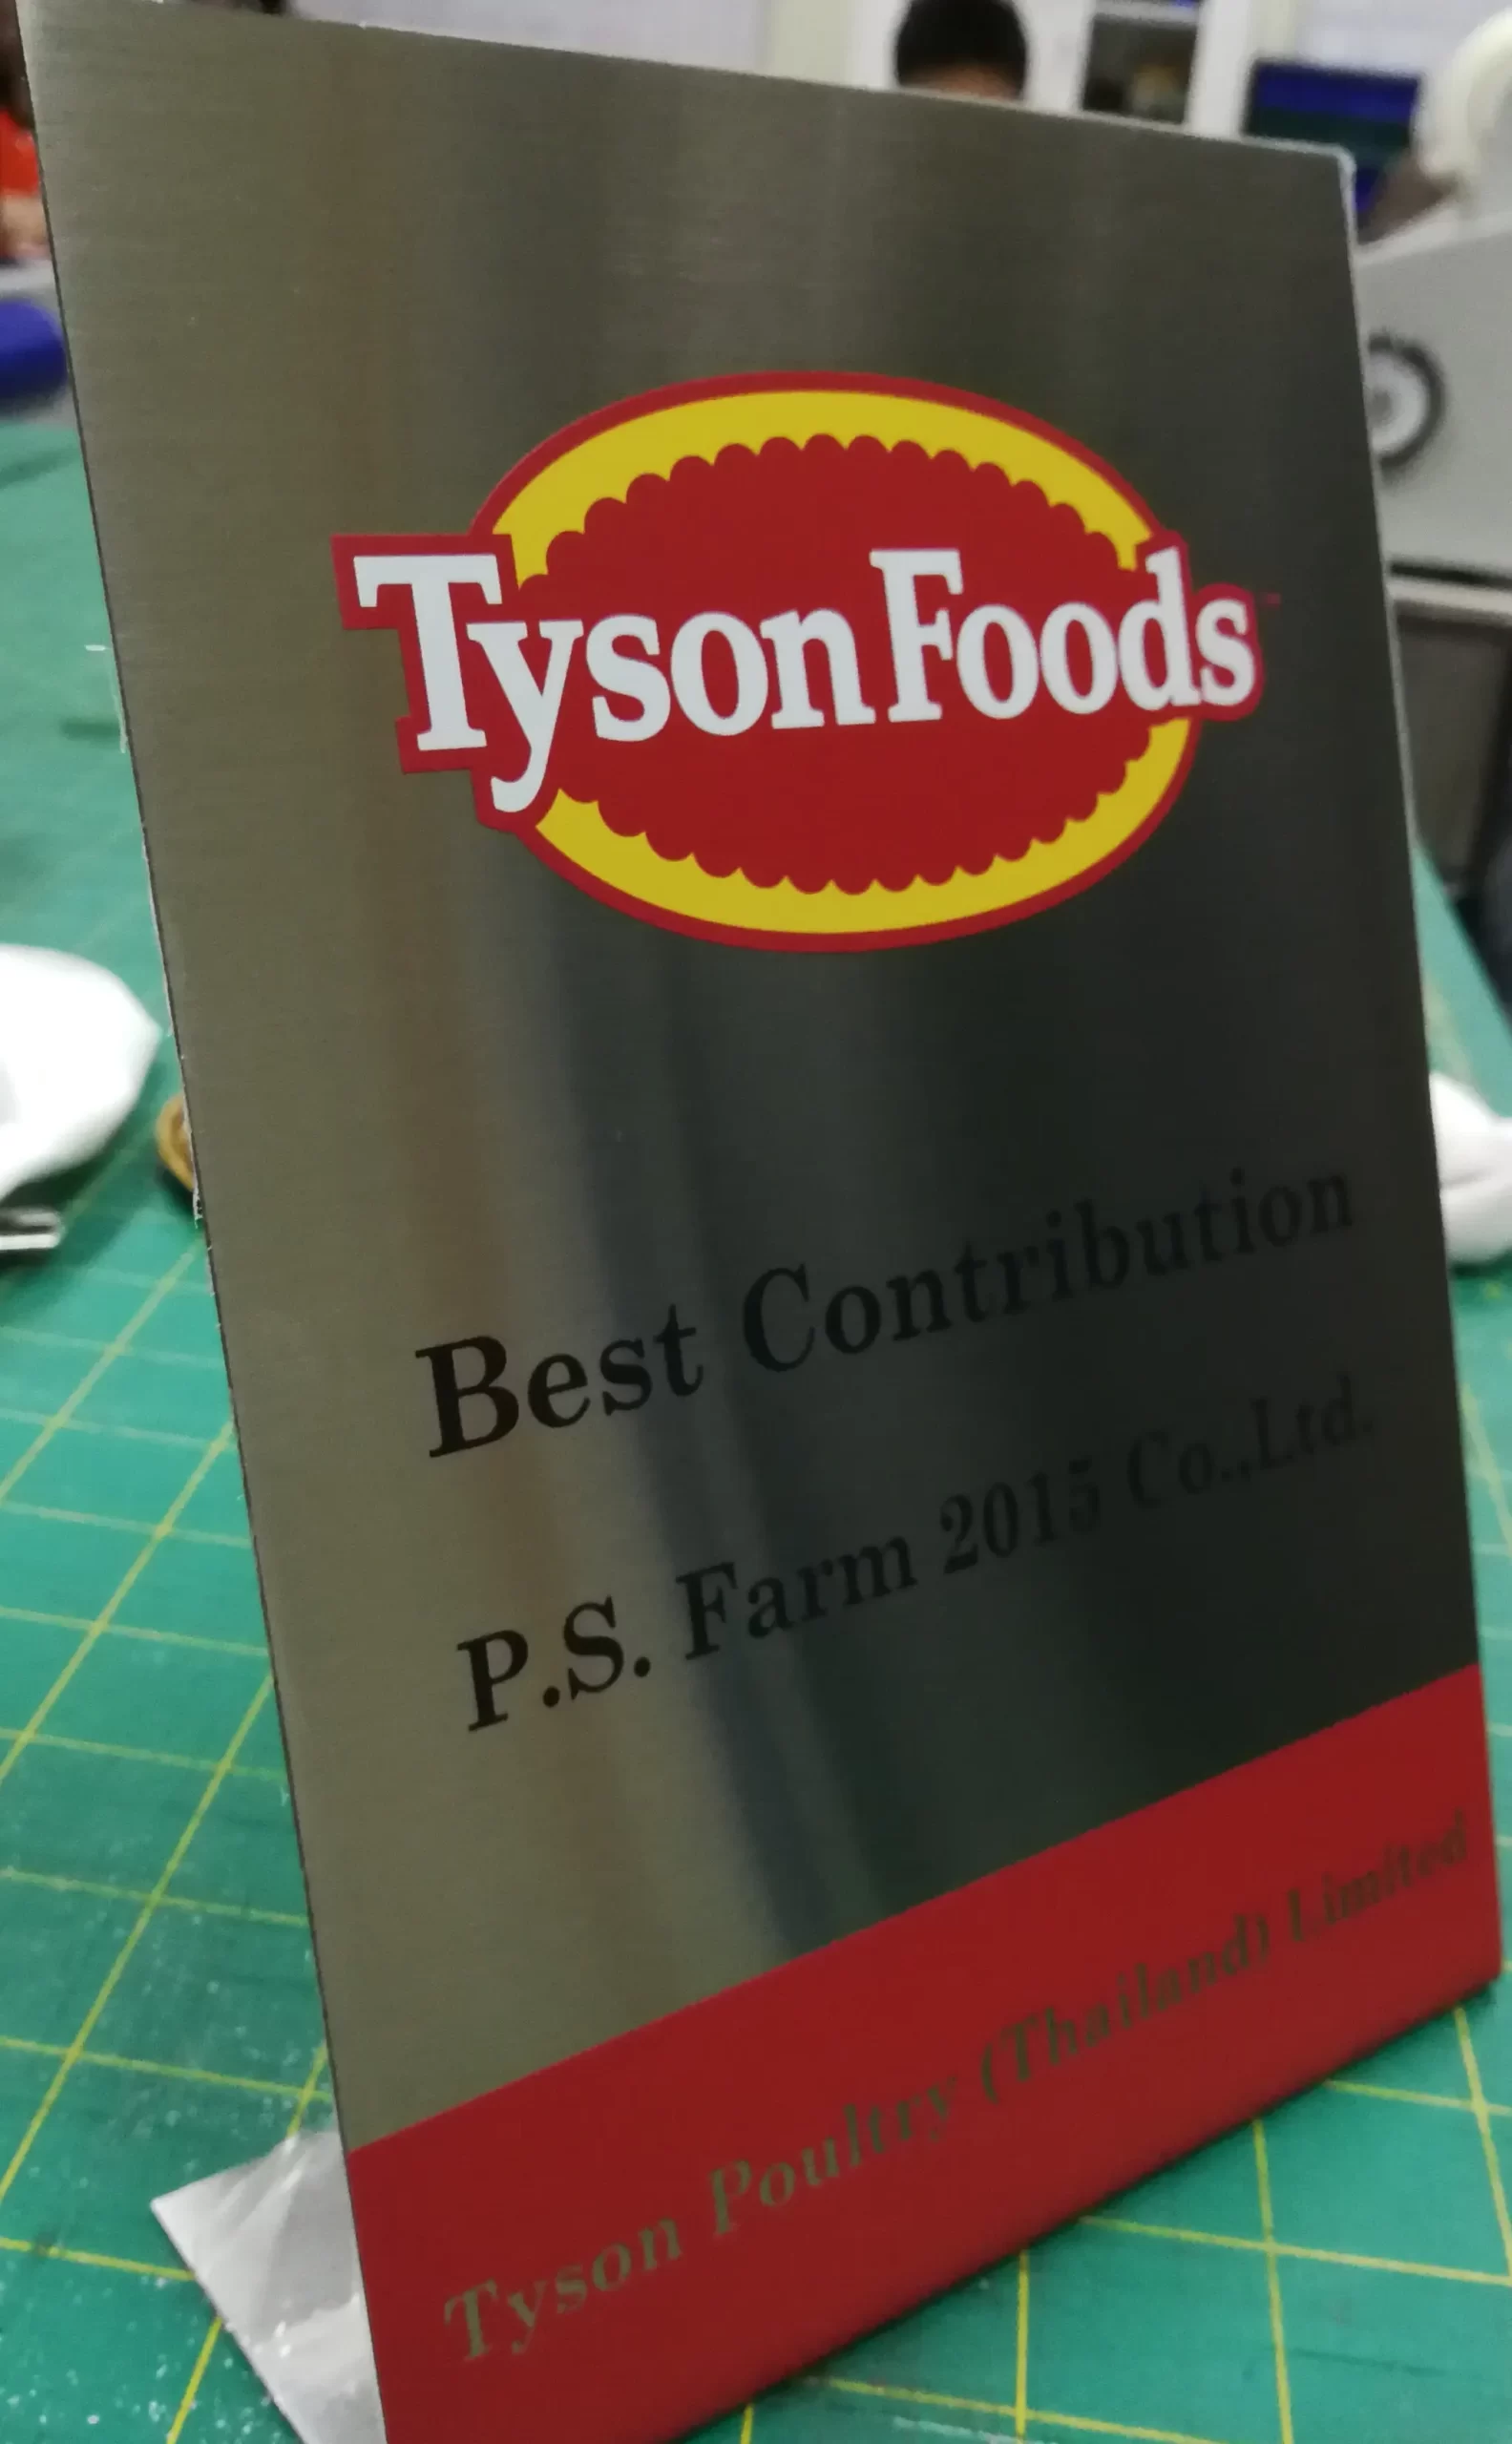 Tyson Foods
Best Contribution
P.S. Farm 2015 Co.,Ltd.
Tyson Poultry (Thailand) Limited